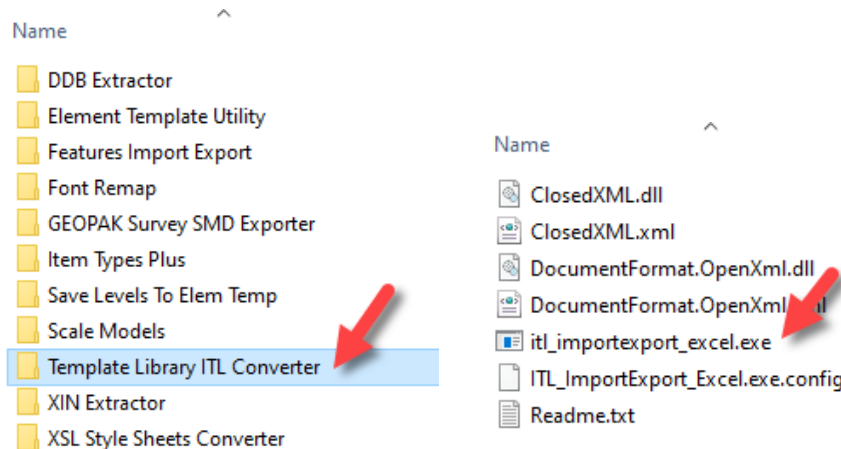 Name
DDB Extractor
Element Template Utility
Features Import Export
Font Remap
GEOPAK Survey SMD Exporter
Item Types Plus
Save Levels To Elem Temp
Scale Models
Template Library ITL Converter
XIN Extractor
XSL Style Sheets Converter
Name
ClosedXML.dll
ClosedXML.xml
DocumentFormat.OpenXml.dll
DocumentFormat.OpenXml
itl_importexport_excel.exe
ITL_ImportExport_Excel.exe.config
Readme.txt